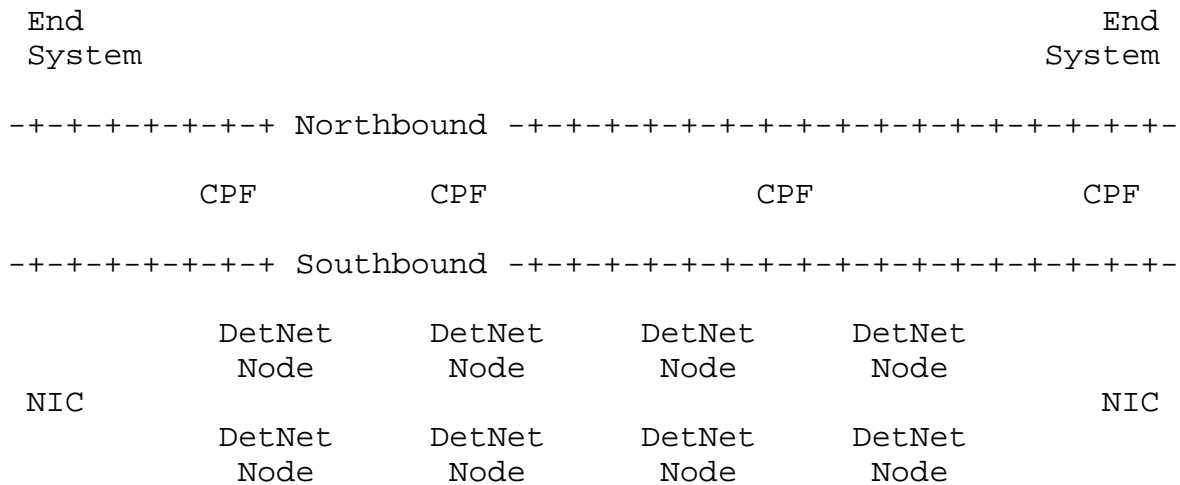 End End
System System
-+-+-+-+-+-+-+ Northbound -+-+-+-+-+-+-+-+-+-+-+-+-+-+-+-+-+-
CPF CPF CPF CPF
-+-+-+-+-+-+-+ Southbound -+-+-+-+-+-+-+-+-+-+-+-+-+-+-+-+-+-
DetNet DetNet DetNet DetNet
Node Node Node Node
NIC NIC
DetNet DetNet DetNet DetNet
Node Node Node Node